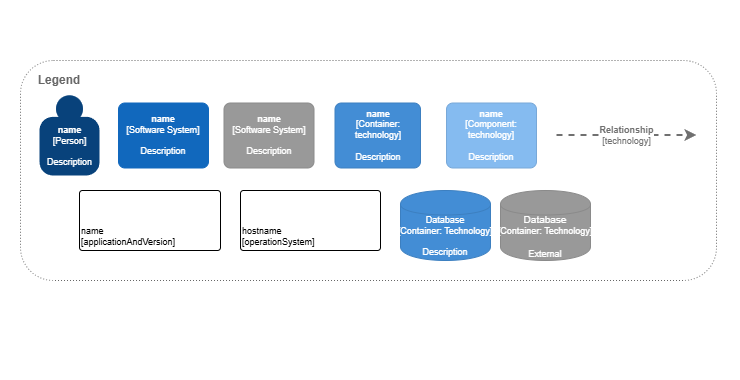 Legend
name
[Person]
Description
name
[Software System]
Description
name
[Software System]
Description
name
[Container:
technology]
Description
name
[Component:
technology]
Description
Relationship
[technology]
name
[applicationAndVersion]
hostname
[operationSystem]
Database
[Container: Technology]
Description
Database
[Container: Technology]
External